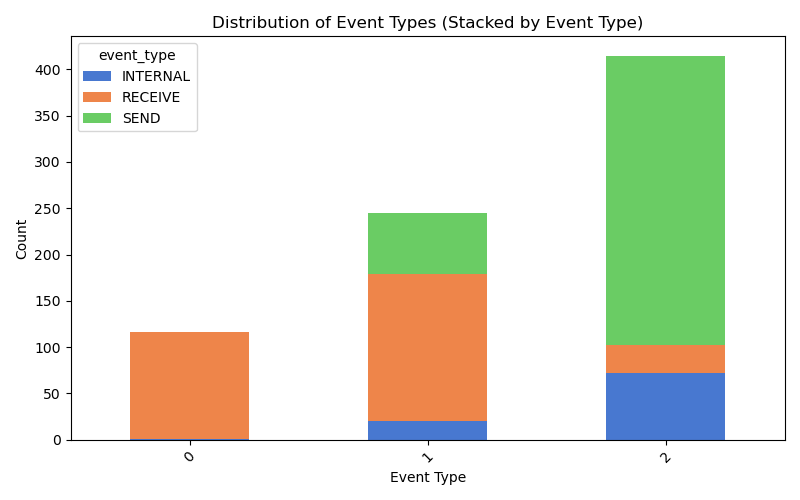 Distribution of Event Types (Stacked by Event Type)
event_type
INTERNAL
RECEIVE
SEND
Count
400
350
300
250
200
150
100
50
0
0
1
2
Event Type